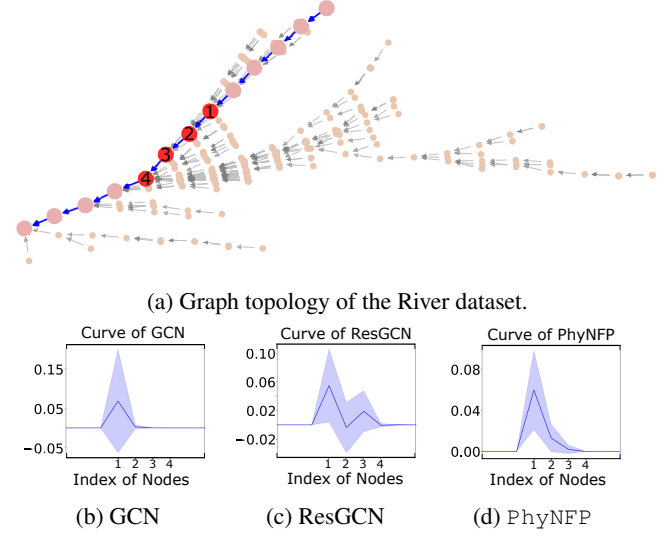 1
2
3
4
(a) Graph topology of the River dataset.
Curve of GCN
0.15
0.05
−0.05
1 2 3 4
Index of Nodes
(b) GCN
Curve of ResGCN
0.10
0.06
0.02
−0.02
1 2 3 4
Index of Nodes
(c) ResGCN
Curve of PhyNFP
0.08
0.04
0.00
1 2 3 4
Index of Nodes
(d) PhyNFP